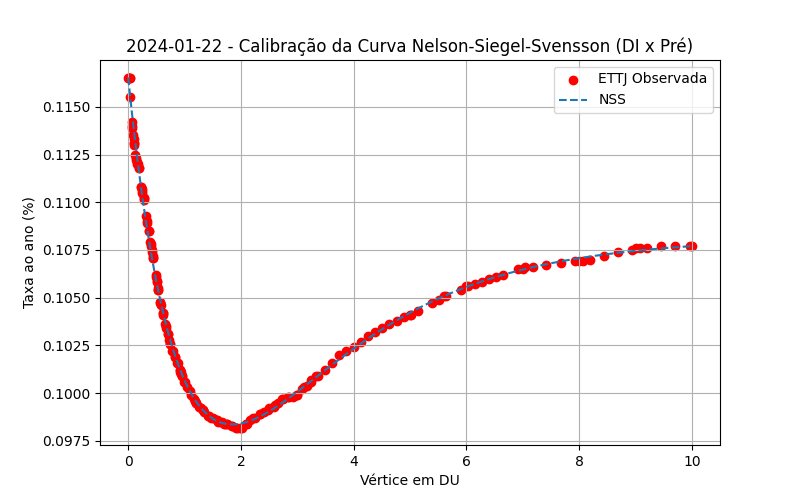 2024-01-22 - Calibração da Curva Nelson-Siegel-Svensson (DI x Pré)
ETTJ Observada
NSS
Taxa ao ano (%)
0.1150
0.1125
0.1100
0.1075
0.1050
0.1025
0.1000
0.0975
0 2 4 6 8 10
Vértice em DU